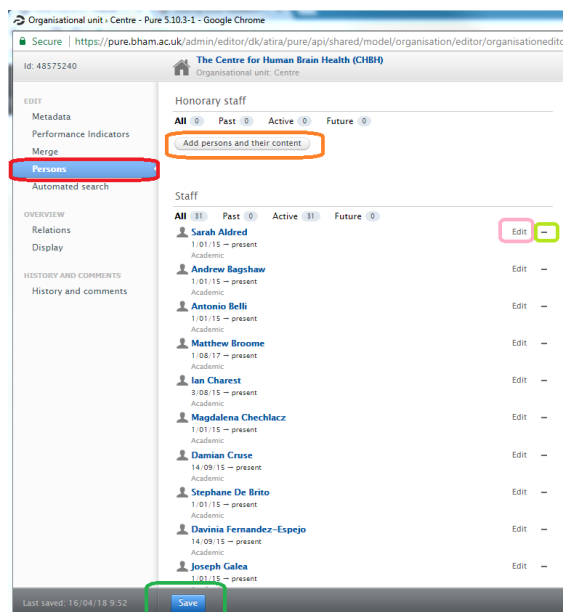 Organisational unit › Centre - Pure 5.10.3-1 - Google Chrome
Secure | https://pure.bham.ac.uk/admin/editor/dk/atira/pure/api/shared/model/organisation/editor/organisationedito
Id: 48575240
The Centre for Human Brain Health (CHBH)
Organisational unit: Centre
EDIT
Metadata
Performance Indicators
Merge
Persons
Automated search
OVERVIEW
Relations
Display
HISTORY AND COMMENTS
History and comments
Honorary staff
All 0 Past 0 Active 0 Future 0
Add persons and their content
Staff
All 31 Past 0 Active 31 Future 0
Sarah Aldred Edit –
1/01/15 → present
Academic
Andrew Bagshaw Edit –
1/01/15 → present
Academic
Antonio Belli Edit –
1/01/15 → present
Academic
Matthew Broome Edit –
1/08/17 → present
Academic
Ian Charest Edit –
3/08/15 → present
Academic
Magdalena Chechlacz Edit –
1/01/15 → present
Academic
Damian Cruse Edit –
14/09/15 → present
Academic
Stephane De Brito Edit –
1/01/15 → present
Academic
Davinia Fernandez-Espejo Edit –
14/09/15 → present
Academic
Joseph Galea Edit –
1/01/15 → present
Last saved: 16/04/18 9:52
Save